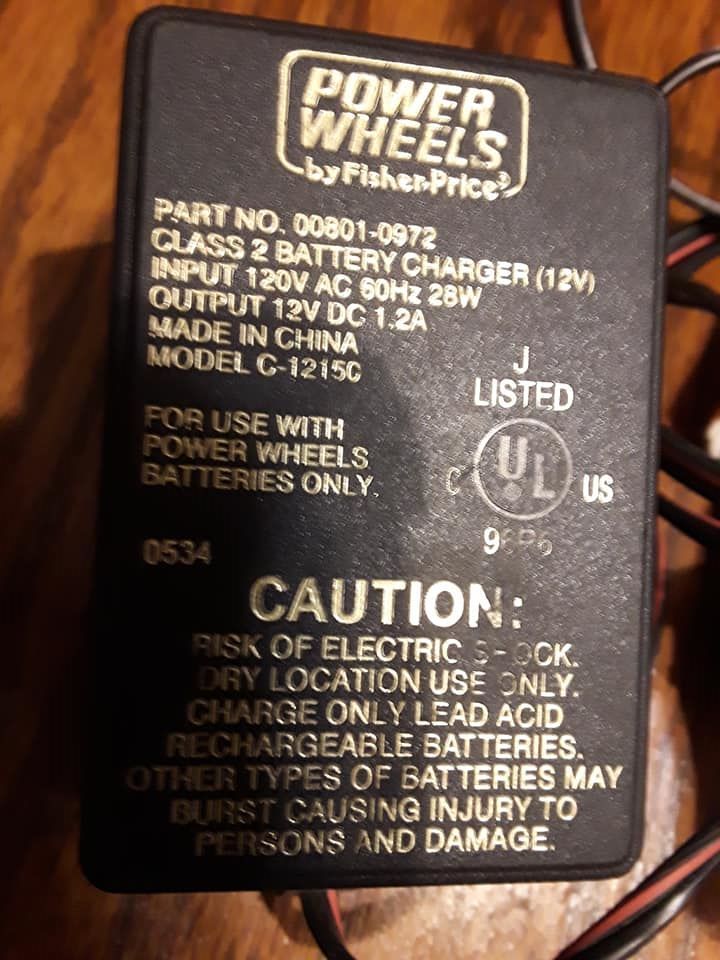 POWER
WHEELS
by Fisher-Price®
PART NO. 00801-0972
CLASS 2 BATTERY CHARGER (12V)
INPUT 120V AC 60Hz 28W
OUTPUT 12V DC 1.2A
MADE IN CHINA
MODEL C-12150
J
LISTED
FOR USE WITH
POWER WHEELS
BATTERIES ONLY.
C UL US
0534
CAUTION:
RISK OF ELECTRIC SHOCK.
DRY LOCATION USE ONLY.
CHARGE ONLY LEAD ACID
RECHARGEABLE BATTERIES.
OTHER TYPES OF BATTERIES MAY
BURST CAUSING INJURY TO
PERSONS AND DAMAGE.